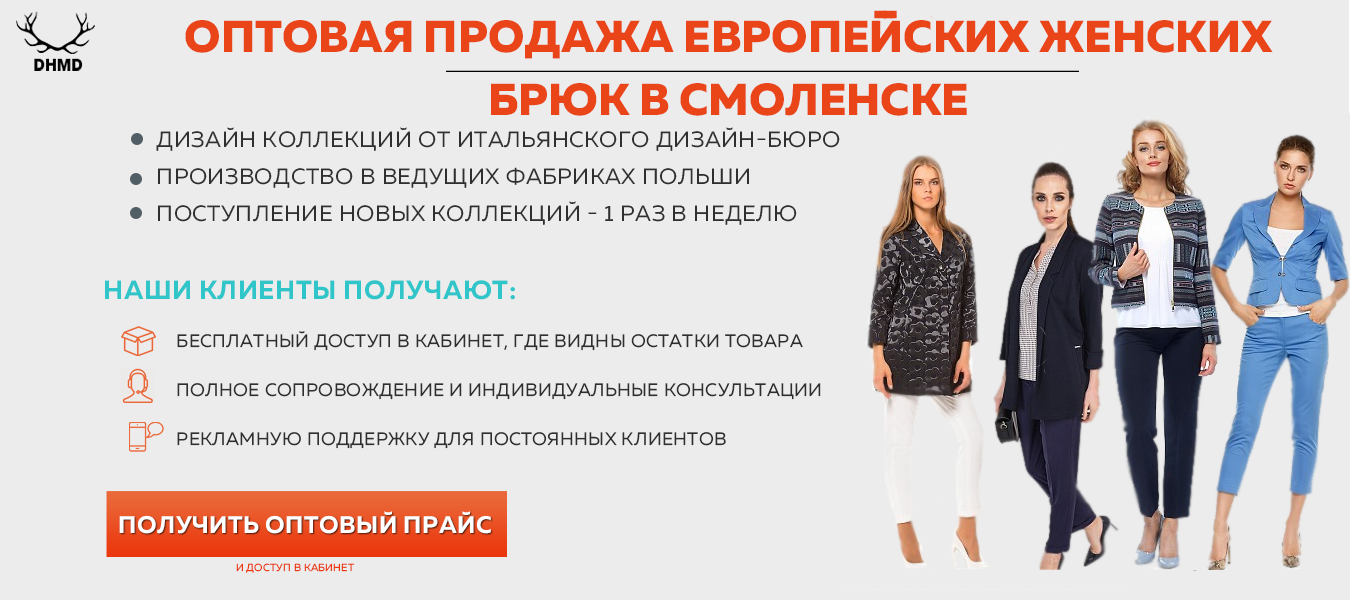 DHMD
ОПТОВАЯ ПРОДАЖА ЕВРОПЕЙСКИХ ЖЕНСКИХ
БРЮК В СМОЛЕНСКЕ
ДИЗАЙН КОЛЛЕКЦИЙ ОТ ИТАЛЬЯНСКОГО ДИЗАЙН-БЮРО
ПРОИЗВОДСТВО В ВЕДУЩИХ ФАБРИКАХ ПОЛЬШИ
ПОСТУПЛЕНИЕ НОВЫХ КОЛЛЕКЦИЙ - 1 РАЗ В НЕДЕЛЮ
НАШИ КЛИЕНТЫ ПОЛУЧАЮТ:
БЕСПЛАТНЫЙ ДОСТУП В КАБИНЕТ, ГДЕ ВИДНЫ ОСТАТКИ ТОВАРА
ПОЛНОЕ СОПРОВОЖДЕНИЕ И ИНДИВИДУАЛЬНЫЕ КОНСУЛЬТАЦИИ
РЕКЛАМНУЮ ПОДДЕРЖКУ ДЛЯ ПОСТОЯННЫХ КЛИЕНТОВ
ПОЛУЧИТЬ ОПТОВЫЙ ПРАЙС
И ДОСТУП В КАБИНЕТ